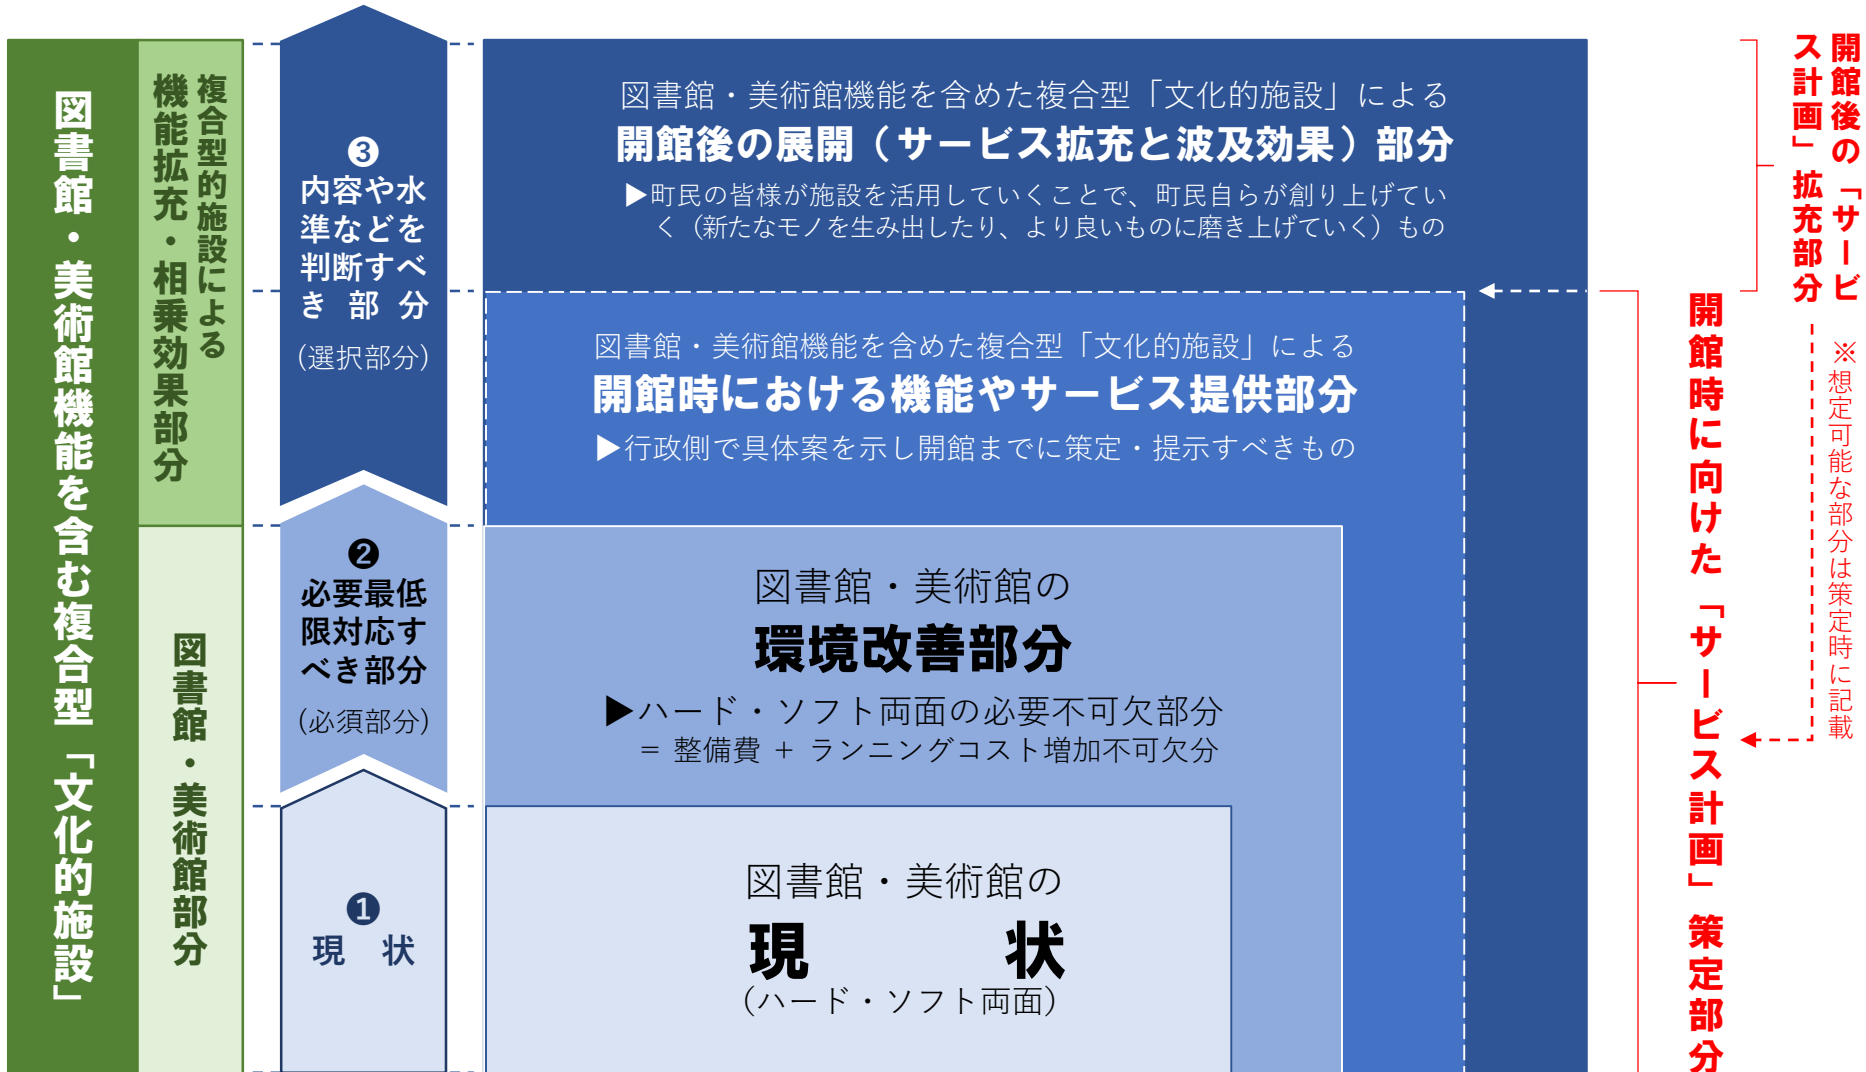 図書館・美術館機能を含む複合型「文化的施設」
複合型的施設による
機能拡充・相乗効果部分
図書館・美術館部分
❸
内容や水
準などを
判断すべ
き部分
(選択部分)
❷
必要最低
限対応す
べき部分
(必須部分)
❶
現　状
図書館・美術館機能を含めた複合型「文化的施設」による
開館後の展開（サービス拡充と波及効果）部分
▶町民の皆様が施設を活用していくことで、町民自らが創り上げてい
く（新たなモノを生み出したり、より良いものに磨き上げていく）もの
図書館・美術館機能を含めた複合型「文化的施設」による
開館時における機能やサービス提供部分
▶行政側で具体案を示し開館までに策定・提示すべきもの
図書館・美術館の
環境改善部分
▶ハード・ソフト両面の必要不可欠部分
= 整備費 + ランニングコスト増加不可欠分
図書館・美術館の
現　状
(ハード・ソフト両面)
開館後の「サービ
ス計画」拡充部分
※想定可能な部分は策定時に記載
開館時に向けた「サービス計画」策定部分